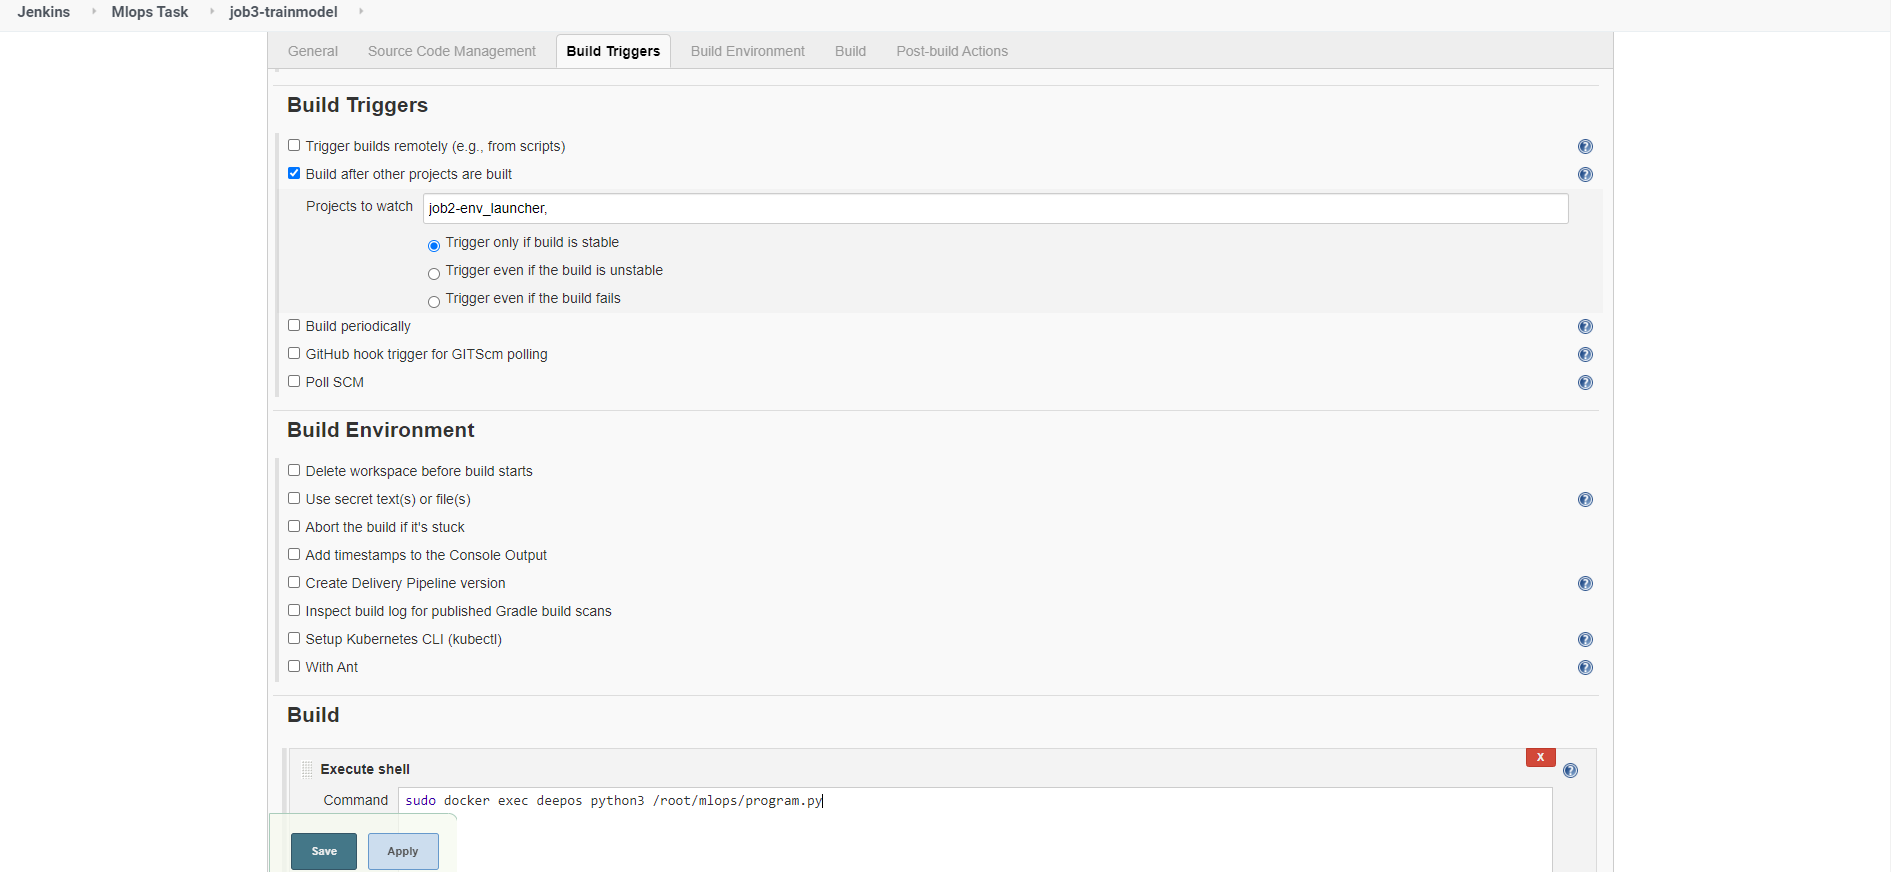 Jenkins Mlops Task job3-trainmodel
General Source Code Management Build Triggers Build Environment Build Post-build Actions
Build Triggers
Trigger builds remotely (e.g., from scripts)
Build after other projects are built
Projects to watch job2-env_launcher,
Trigger only if build is stable
Trigger even if the build is unstable
Trigger even if the build fails
Build periodically
GitHub hook trigger for GITScm polling
Poll SCM
Build Environment
Delete workspace before build starts
Use secret text(s) or file(s)
Abort the build if it's stuck
Add timestamps to the Console Output
Create Delivery Pipeline version
Inspect build log for published Gradle build scans
Setup Kubernetes CLI (kubectl)
With Ant
Build
X
Execute shell
Command sudo docker exec deepos python3 /root/mlops/program.py
Save Apply